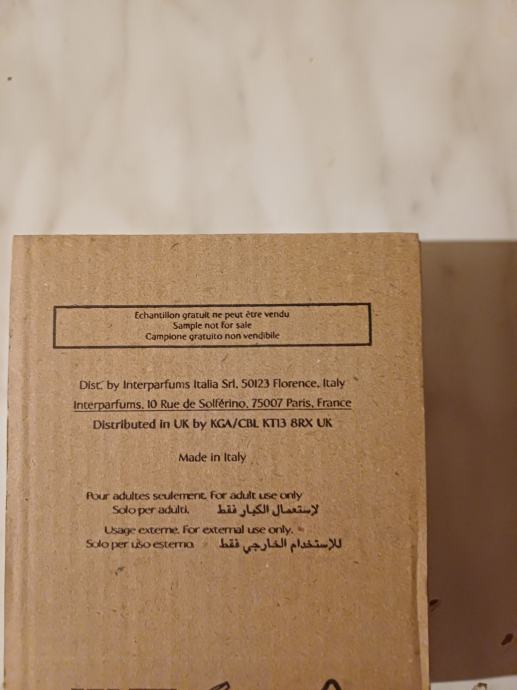 Echantillon gratuit ne peut être vendu
Sample not for sale
Campione gratuito non vendibile
Dist. by Interparfums Italia Srl, 50123 Florence, Italy
Interparfums, 10 Rue de Solférino, 75007 Paris, France
Distributed in UK by KGA/CBL KT13 8RX UK
Made in Italy
Pour adultes seulement. For adult use only
Solo per adulti. لإستعمال الكبار فقط
Usage externe. For external use only.
Solo per uso esterno للإستخدام الخارجي فقط